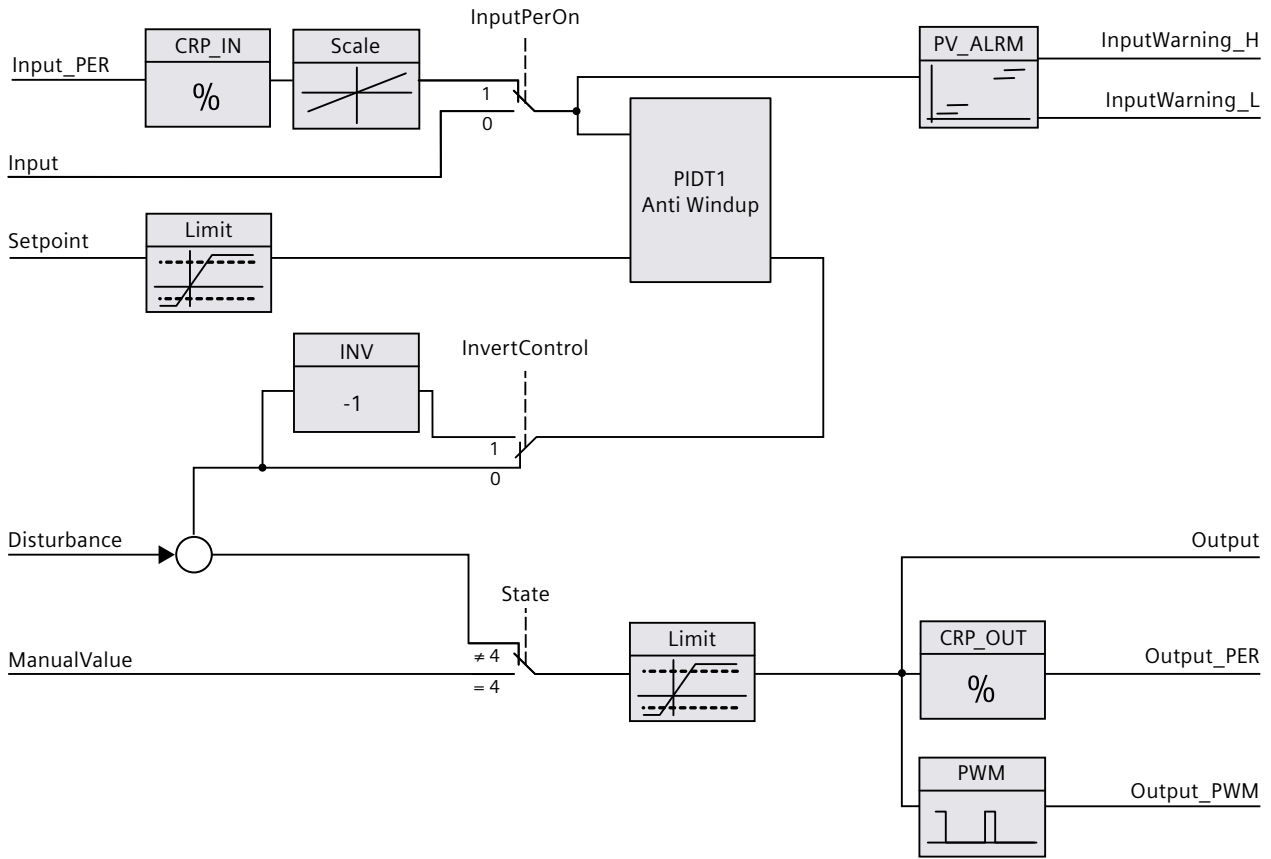 InputPerOn
CRP_IN
Scale
PV_ALRM
InputWarning_H
Input_PER
%
1
0
InputWarning_L
Input
PIDT1
Anti Windup
Setpoint
Limit
INV
InvertControl
-1
1
0
Disturbance
Output
State
ManualValue
≠ 4
= 4
Limit
CRP_OUT
Output_PER
%
PWM
Output_PWM